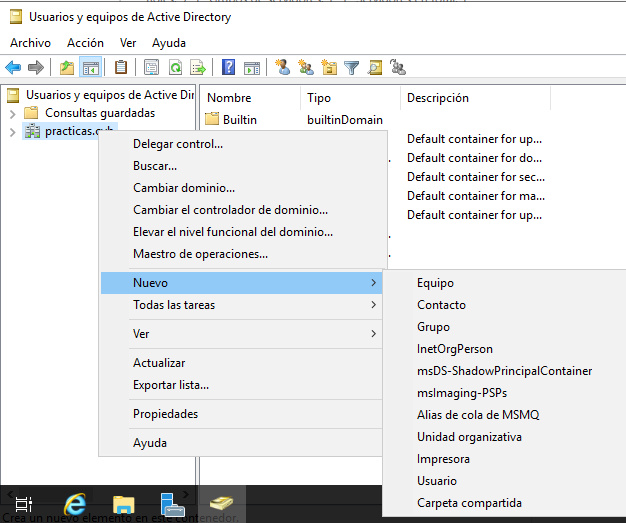 Usuarios y equipos de Active Directory
Archivo Acción Ver Ayuda
Usuarios y equipos de Active Dire
Consultas guardadas
Nombre Tipo Descripción
Builtin builtinDomain
Default container for up...
Default container for do...
Default container for sec...
Default container for ma...
Default container for up...
Delegar control...
Buscar...
Cambiar dominio...
Cambiar el controlador de dominio...
Elevar el nivel funcional del dominio...
Maestro de operaciones...
Nuevo
Todas las tareas
Ver
Actualizar
Exportar lista...
Propiedades
Ayuda
Equipo
Contacto
Grupo
InetOrgPerson
msDS-ShadowPrincipalContainer
msImaging-PSPs
Alias de cola de MSMQ
Unidad organizativa
Impresora
Usuario
Carpeta compartida
Crea un nuevo elemento en este contenedor.